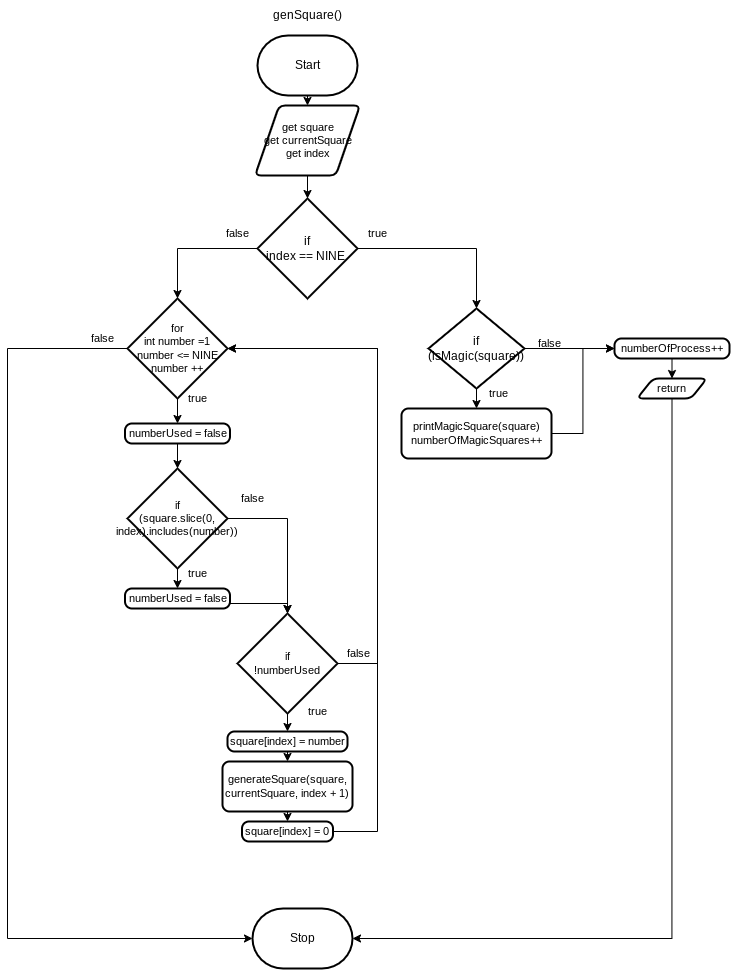 genSquare()
Start
get square
get currentSquare
get index
if
index == NINE
false
true
for
int number =1
number <= NINE
number ++
false
true
if
(isMagic(square))
false
true
numberOfProcess++
return
printMagicSquare(square)
numberOfMagicSquares++
numberUsed = false
if
(square.slice(0,
index).includes(number))
false
true
numberUsed = false
if
!numberUsed
false
true
square[index] = number
generateSquare(square,
currentSquare, index + 1)
square[index] = 0
Stop